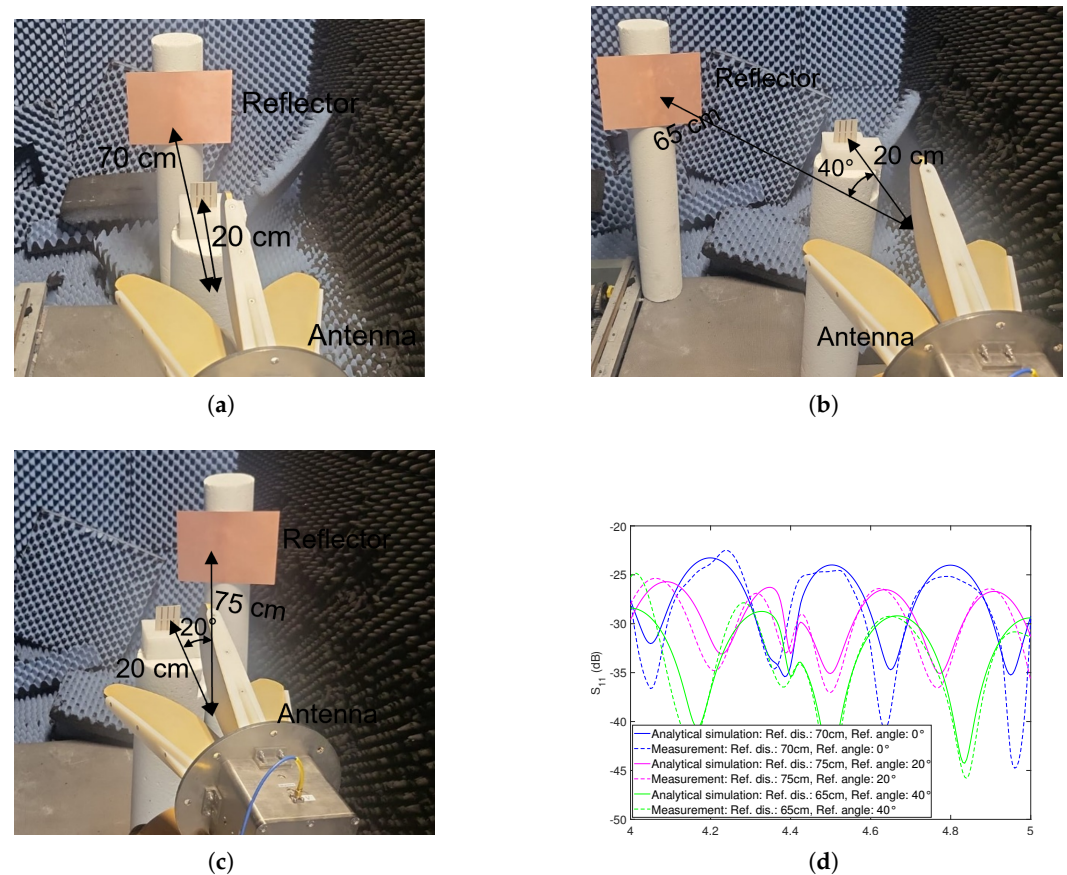 Reflector
70 cm
20 cm
Antenna
(a)
Reflector
65 cm
40°
20 cm
Antenna
(b)
Reflector
75 cm
20°
20 cm
Antenna
(c)
-20
-25
-30
-35
-40
-45
-50
S11 (dB)
Analytical simulation: Ref. dis.: 70cm, Ref. angle: 0°
Measurement: Ref. dis.: 70cm, Ref. angle: 0°
Analytical simulation: Ref. dis.: 75cm, Ref. angle: 20°
Measurement: Ref. dis.: 75cm, Ref. angle: 20°
Analytical simulation: Ref. dis.: 65cm, Ref. angle: 40°
Measurement: Ref. dis.: 65cm, Ref. angle: 40°
4 4.2 4.4 4.6 4.8 5
(d)